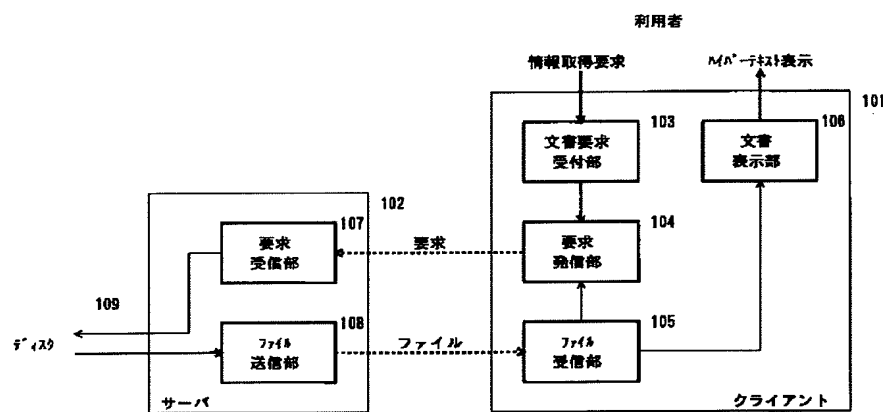 利用者
情報取得要求
ﾊｲﾊﾟｰﾃｷｽﾄ表示
101
103
文書要求
受付部
106
文書
表示部
102
107
要求
受信部
要求
104
要求
発信部
109
ﾃﾞｨｽｸ
108
ﾌｧｲﾙ
送信部
ファイル
105
ﾌｧｲﾙ
受信部
サーバ
クライアント